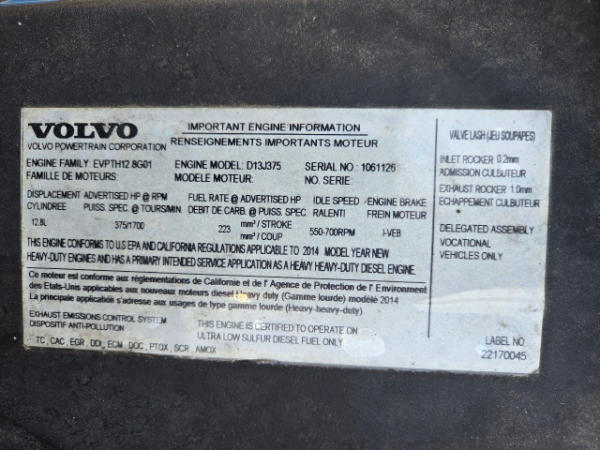 VOLVO
VOLVO POWERTRAIN CORPORATION
IMPORTANT ENGINE INFORMATION
RENSEIGNEMENTS IMPORTANTS MOTEUR
ENGINE FAMILY: EVPTH12.8G01 ENGINE MODEL: D13J375 SERIAL NO: 1061126
FAMILLE DE MOTEURS: MODELE MOTEUR: NO. SERIE:
DISPLACEMENT ADVERTISED HP @ RPM FUEL RATE @ ADVERTISED HP IDLE SPEED ENGINE BRAKE
CYLINDREE PUISS. SPEC @ TOURS/MIN. DEBIT DE CARB. @ PUISS. SPEC RALENTI FREIN MOTEUR
12.8L 375/1700 223 mm³ / STROKE 550-700RPM I-VEB
mm³ / COUP
THIS ENGINE CONFORMS TO U.S EPA AND CALIFORNIA REGULATIONS APPLICABLE TO 2014 MODEL YEAR NEW
HEAVY-DUTY ENGINES AND HAS A PRIMARY INTENDED SERVICE APPLICATION AS A HEAVY HEAVY-DUTY DIESEL ENGINE.
Ce moteur est conforme aux réglementations de Californie et de l' Agence de Protection de l' Environment
des Etats-Unis applicables aux nouveaux moteurs diesel Heavy duty (Gamme lourde) modèle 2014
La principale application s'adresse aux usages de type gamme lourde (Heavy-heavy-duty)
EXHAUST EMISSIONS CONTROL SYSTEM
DISPOSITIF ANTI-POLLUTION
TC, CAC, EGR, DDI, ECM, DOC, PTOX, SCR, AMOX
THIS ENGINE IS CERTIFIED TO OPERATE ON
ULTRA LOW SULFUR DIESEL FUEL ONLY
VALVE LASH (JEU SOUPAPES)
INLET ROCKER 0.2mm
ADMISSION CULBUTEUR
EXHAUST ROCKER 1.0mm
ECHAPPEMENT CULBUTEUR
DELEGATED ASSEMBLY
VOCATIONAL
VEHICLES ONLY
LABEL NO.
22170045